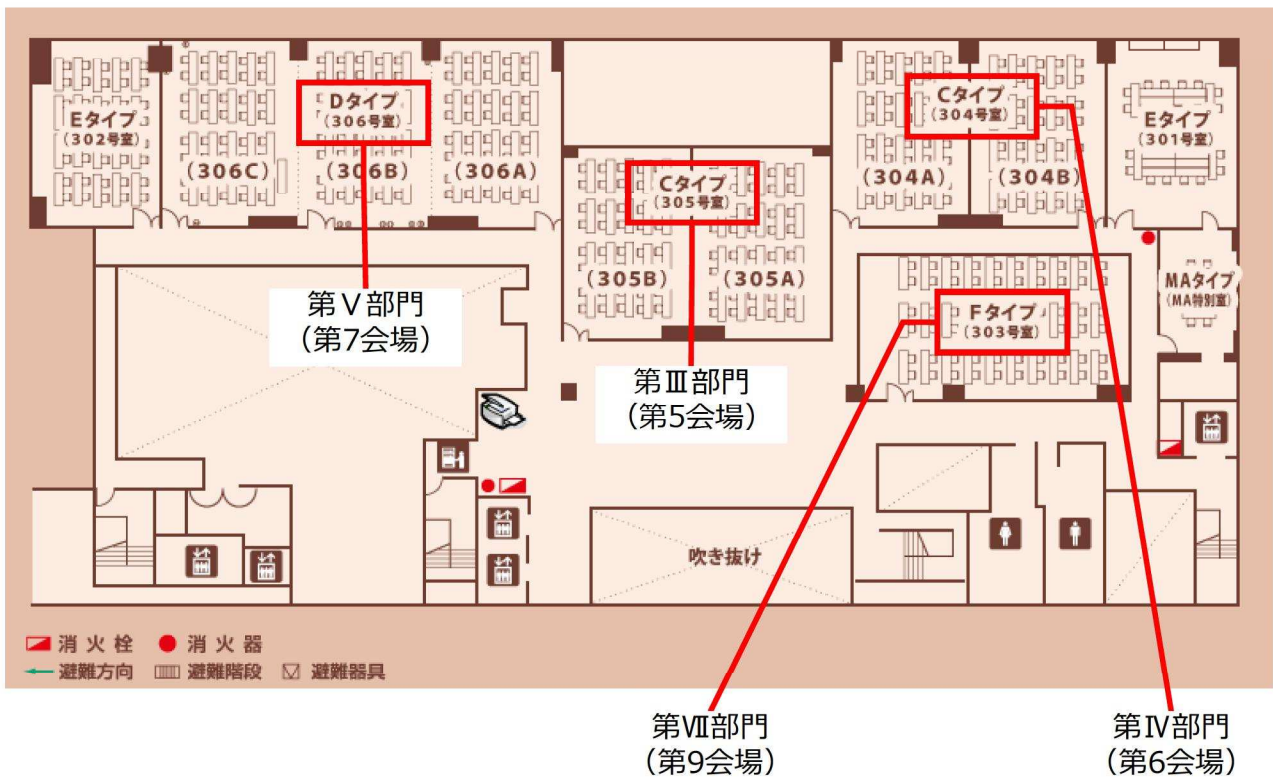 Eタイプ
(302号室)
(306C)
Dタイプ
(306号室)
(306B)
(306A)
Cタイプ
(305号室)
(305B)
(305A)
Cタイプ
(304号室)
(304A)
(304B)
Eタイプ
(301号室)
MAタイプ
(MA特別室)
Fタイプ
(303号室)
第Ⅴ部門
(第7会場)
第Ⅲ部門
(第5会場)
吹き抜け
消火栓
消火器
避難方向
避難階段
避難器具
第Ⅶ部門
(第9会場)
第Ⅳ部門
(第6会場)